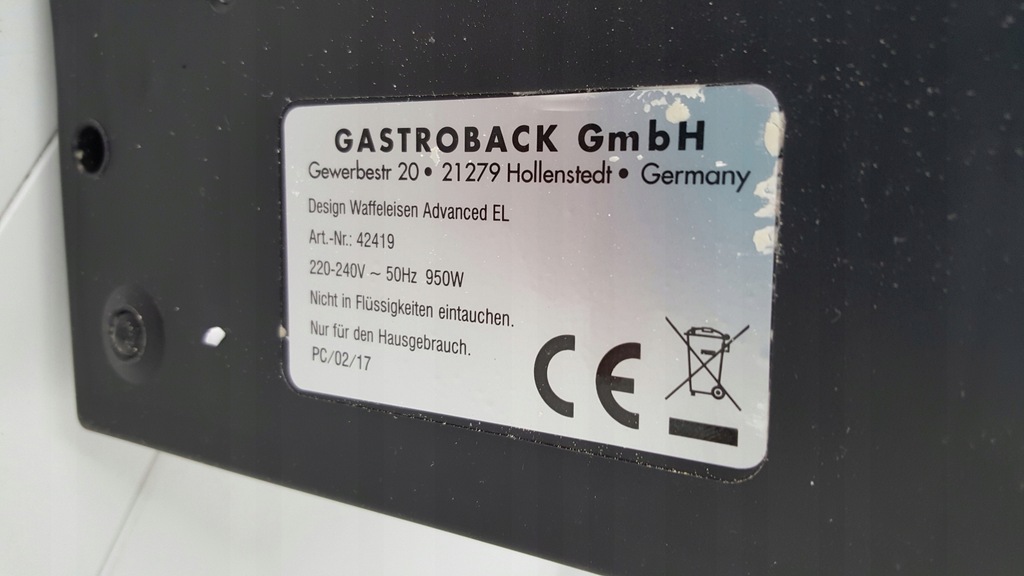 GASTROBACK GmbH
Gewerbestr 20 • 21279 Hollenstedt • Germany
Design Waffeleisen Advanced EL
Art.-Nr.: 42419
220-240V ~ 50Hz 950W
Nicht in Flüssigkeiten eintauchen.
Nur für den Hausgebrauch.
PC/02/17
CE